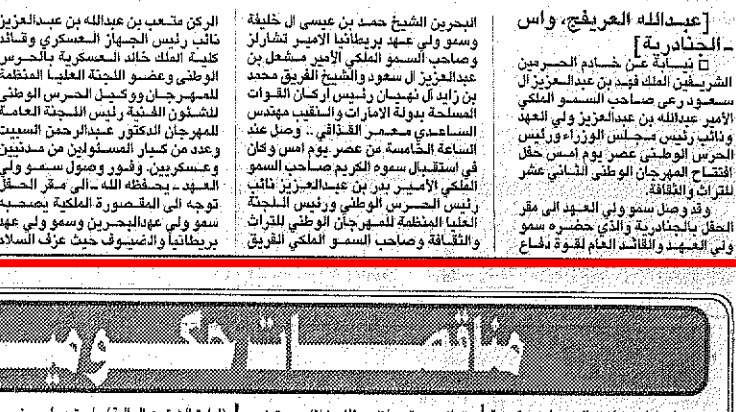 [عبدالله العريفج، واس
ـ الجنادرية]
□ نيابة عن خادم الحرمين
الشريفين الملك فهد بن عبدالعزيز آل
سعود رعى صاحب السمو الملكي
الأمير عبدالله بن عبدالعزيز ولي العهد
ونائب رئيس مجلس الوزراء ورئيس
الحرس الوطني عصر يوم أمس حفل
افتتاح المهرجان الوطني الثاني عشر
للتراث والثقافة.
وقد وصل سمو ولي العهد الى مقر
الحفل بالجنادرية والذي حضره سمو
ولي العهد والقائد العام لقوة دفاع
البحرين الشيخ حمد بن عيسى ال خليفة
وسمو ولي عهد بريطانيا الامير تشارلز
وصاحب السمو الملكي الأمير مشعل بن
عبدالعزيز آل سعود والشيخ الفريق محمد
بن زايد آل نهيان رئيس اركان القوات
المسلحة بدولة الامارات والنقيب مهندس
الساعدي معمر القذافي .. وصل عند
الساعة الخامسة من عصر يوم امس وكان
في استقبال سموه الكريم صاحب السمو
الملكي الأمير بدر بن عبدالعزيز نائب
رئيس الحرس الوطني ورئيس اللجنة
العليا المنظمة للمهرجان الوطني للتراث
والثقافة وصاحب السمو الملكي الفريق
الركن متعب بن عبدالله بن عبدالعزيز
نائب رئيس الجهاز العسكري وقائد
كلية الملك خالد العسكرية بالحرس
الوطني وعضو اللجنة العليا المنظمة
للمهرجان ووكيل الحرس الوطني
للشئون الفنية رئيس اللجنة العامة
للمهرجان الدكتور عبدالرحمن السبيت
وعدد من كبار المسئولين من مدنيين
وعسكريين. وفور وصول سمو ولي
العهد ـ يحفظه الله ـ الى مقر الحفل
توجه الى المقصورة الملكية يصحبه
سمو ولي عهد البحرين وسمو ولي عهد
بريطانيا والضيوف حيث عزف السلام
مناقصات حكومية